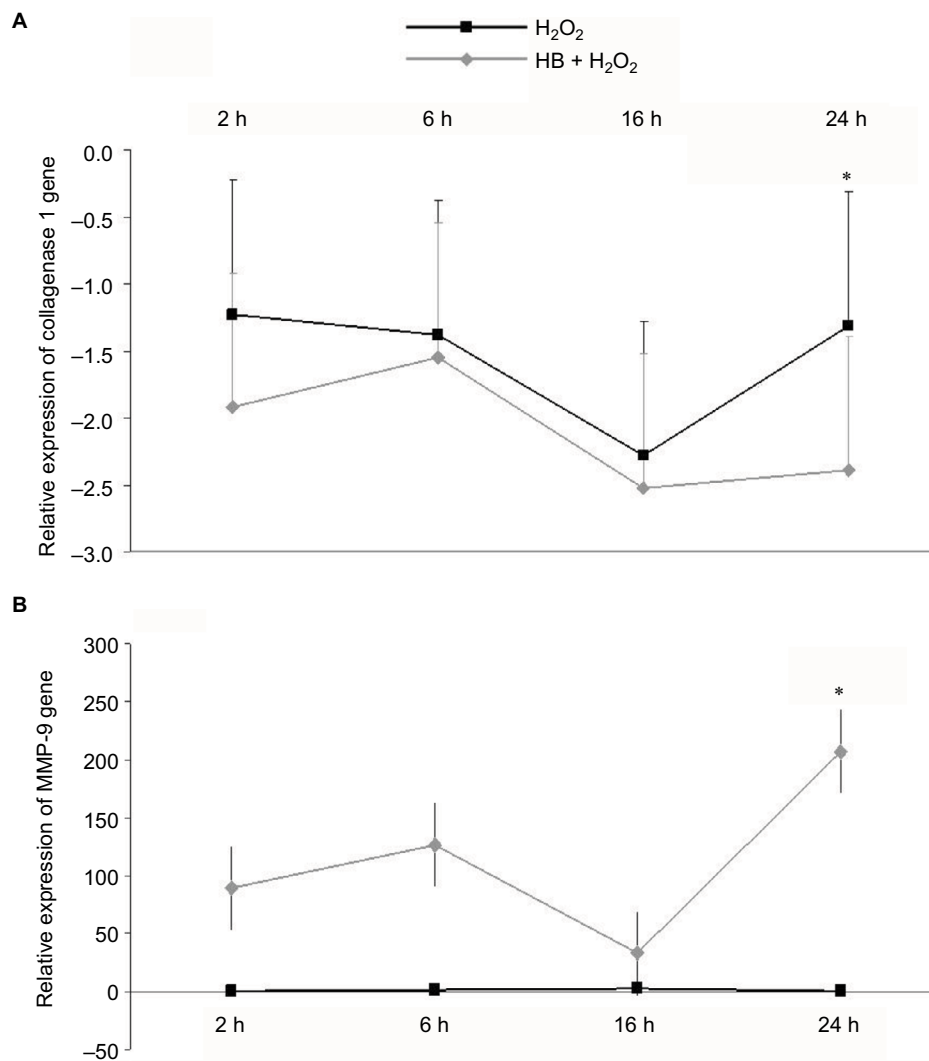 A
H₂O₂
HB + H₂O₂
2 h 6 h 16 h 24 h
Relative expression of collagenase 1 gene
0.0
–0.5
–1.0
–1.5
–2.0
–2.5
–3.0
*
B
Relative expression of MMP-9 gene
300
250
200
150
100
50
0
–50
*
2 h 6 h 16 h 24 h